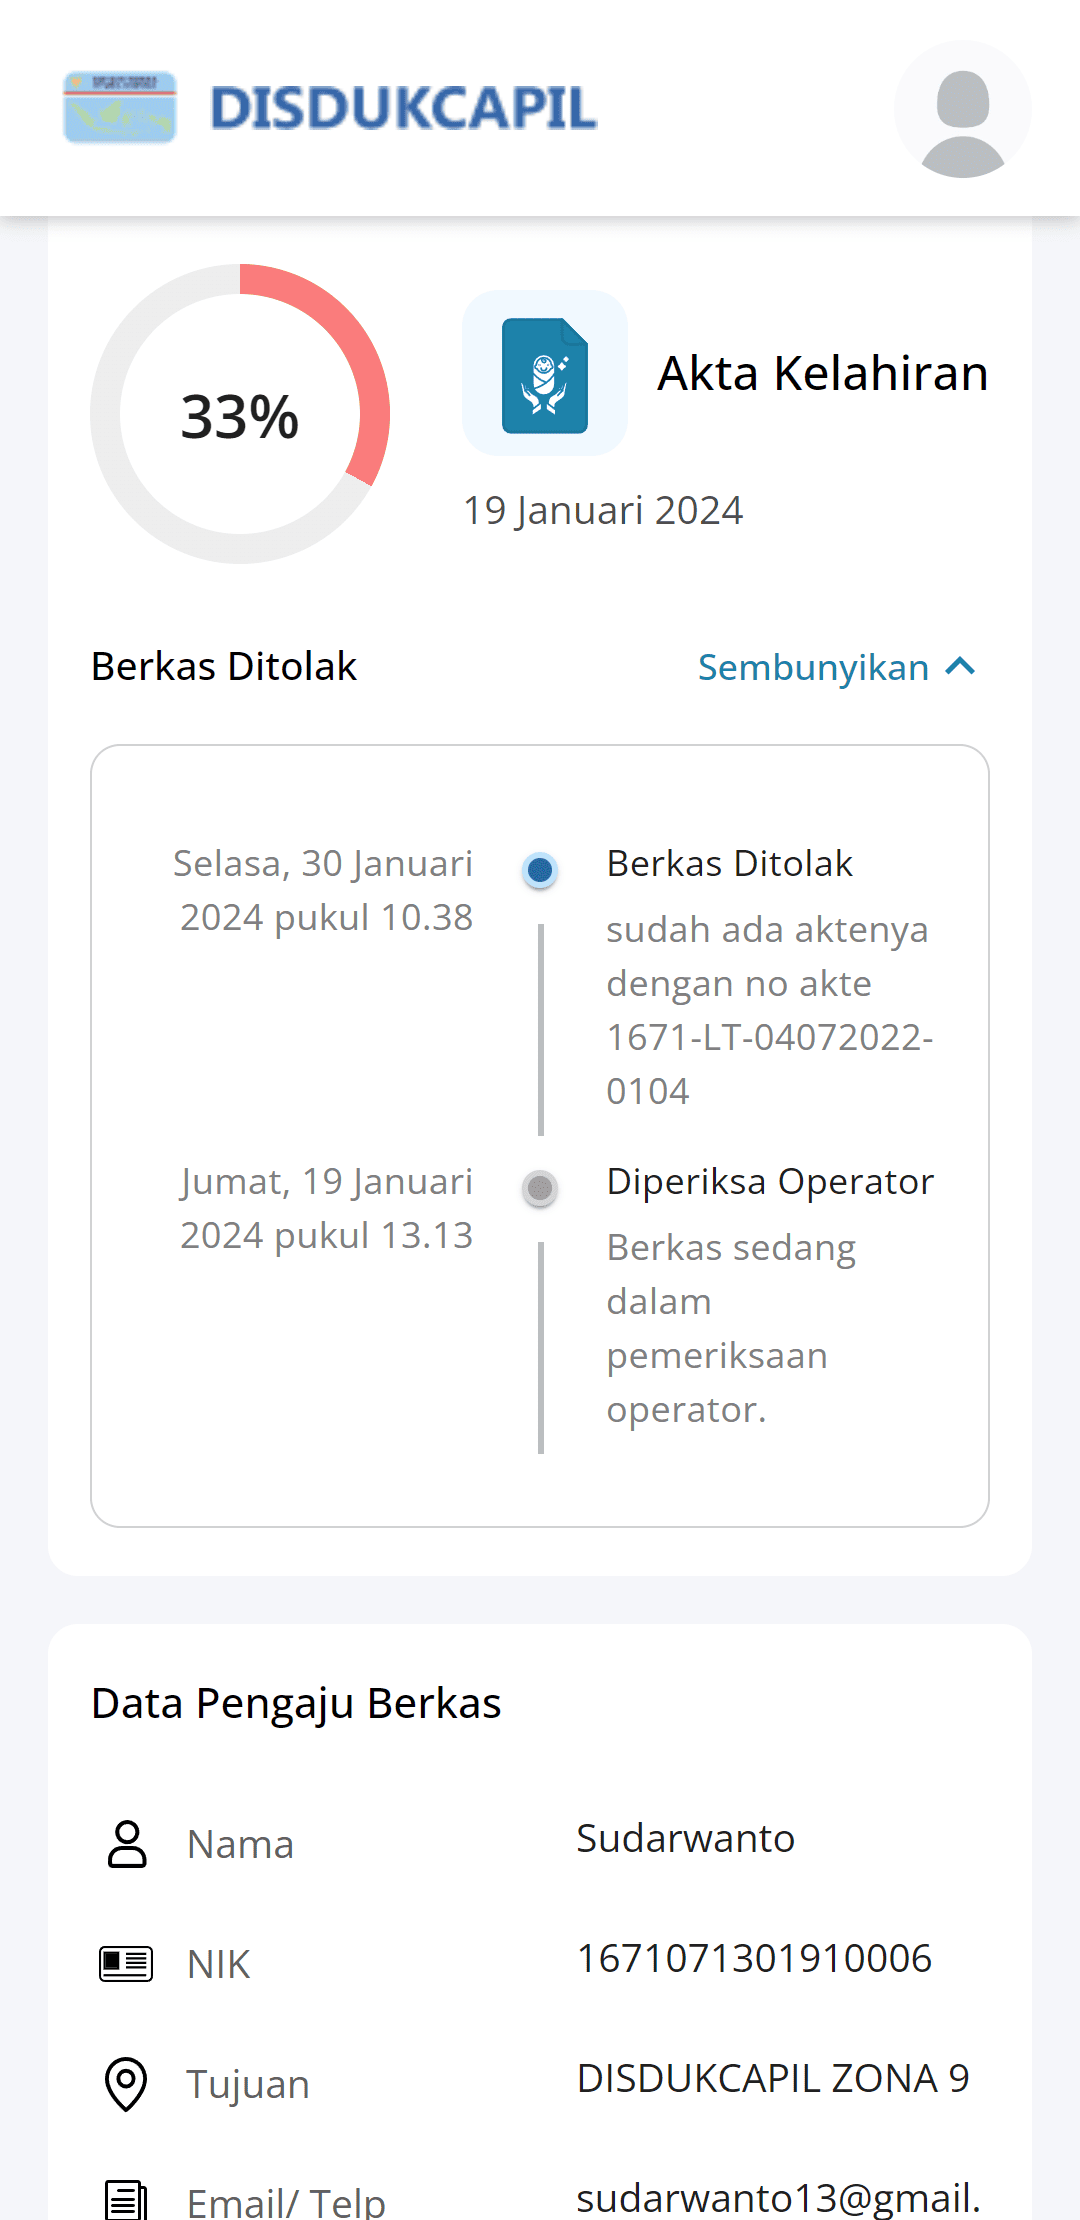 DISDUKCAPIL
33%
Akta Kelahiran
19 Januari 2024
Berkas Ditolak
Sembunyikan
Selasa, 30 Januari
2024 pukul 10.38
Berkas Ditolak
sudah ada aktenya
dengan no akte
1671-LT-04072022-
0104
Jumat, 19 Januari
2024 pukul 13.13
Diperiksa Operator
Berkas sedang
dalam
pemeriksaan
operator.
Data Pengaju Berkas
Nama
Sudarwanto
NIK
1671071301910006
Tujuan
DISDUKCAPIL ZONA 9
Email/ Telp
sudarwanto13@gmail.